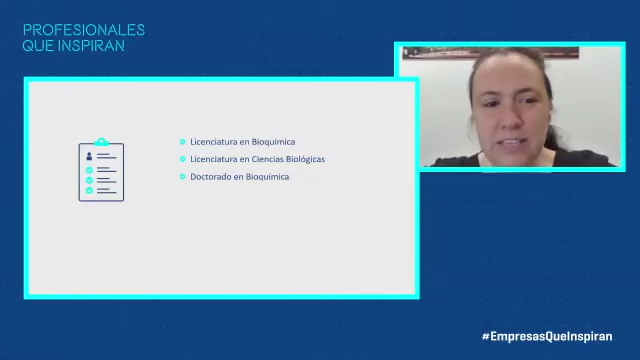 PROFESIONALES
QUE INSPIRAN
Licenciatura en Bioquímica
Licenciatura en Ciencias Biológicas
Doctorado en Bioquímica
#EmpresasQueInspiran